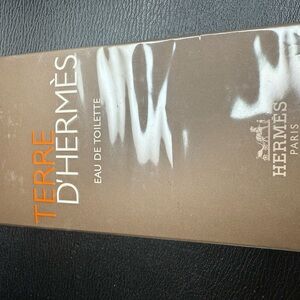 TERRE
D'HERMÈS
EAU DE TOILETTE
HERMÈS
PARIS